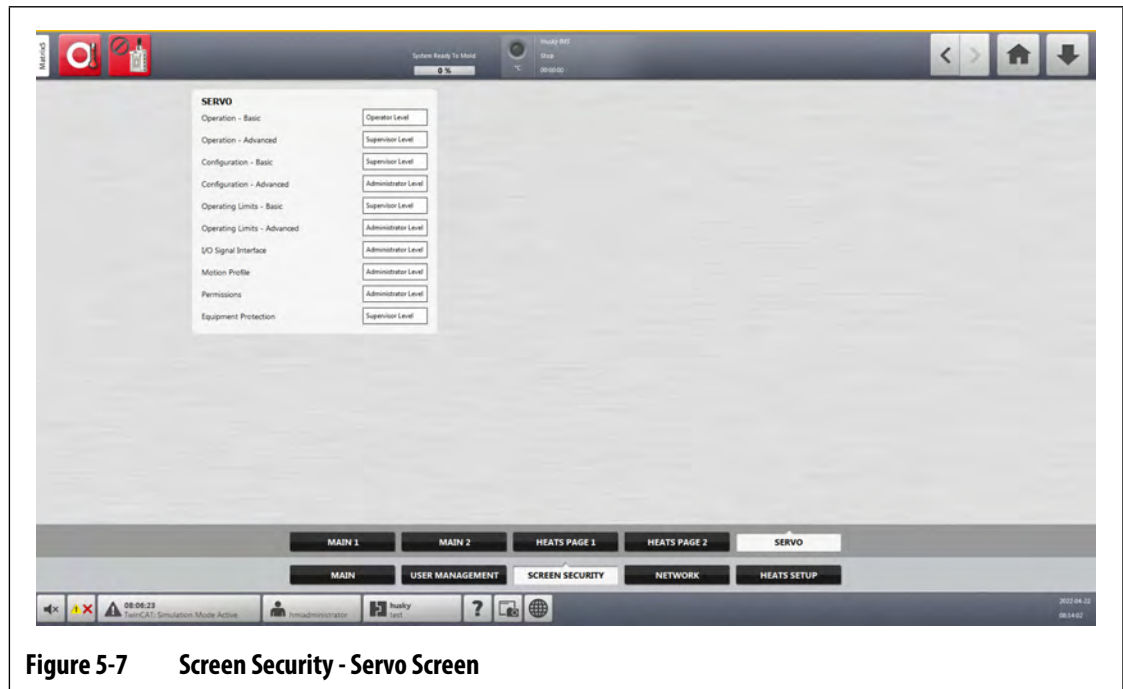 Matrix5
System Ready To Mold
0 %
°C
Husky IMS
Stop
00:00:00
SERVO
Operation - Basic Operator Level
Operation - Advanced Supervisor Level
Configuration - Basic Supervisor Level
Configuration - Advanced Administrator Level
Operating Limits - Basic Supervisor Level
Operating Limits - Advanced Administrator Level
I/O Signal Interface Administrator Level
Motion Profile Administrator Level
Permissions Administrator Level
Equipment Protection Supervisor Level
MAIN 1 MAIN 2 HEATS PAGE 1 HEATS PAGE 2 SERVO
MAIN USER MANAGEMENT SCREEN SECURITY NETWORK HEATS SETUP
08:06:23
TwinCAT: Simulation Mode Active
hmiadministrator
husky
test
?
2022-04-22
08:14:02
Figure 5-7 Screen Security - Servo Screen